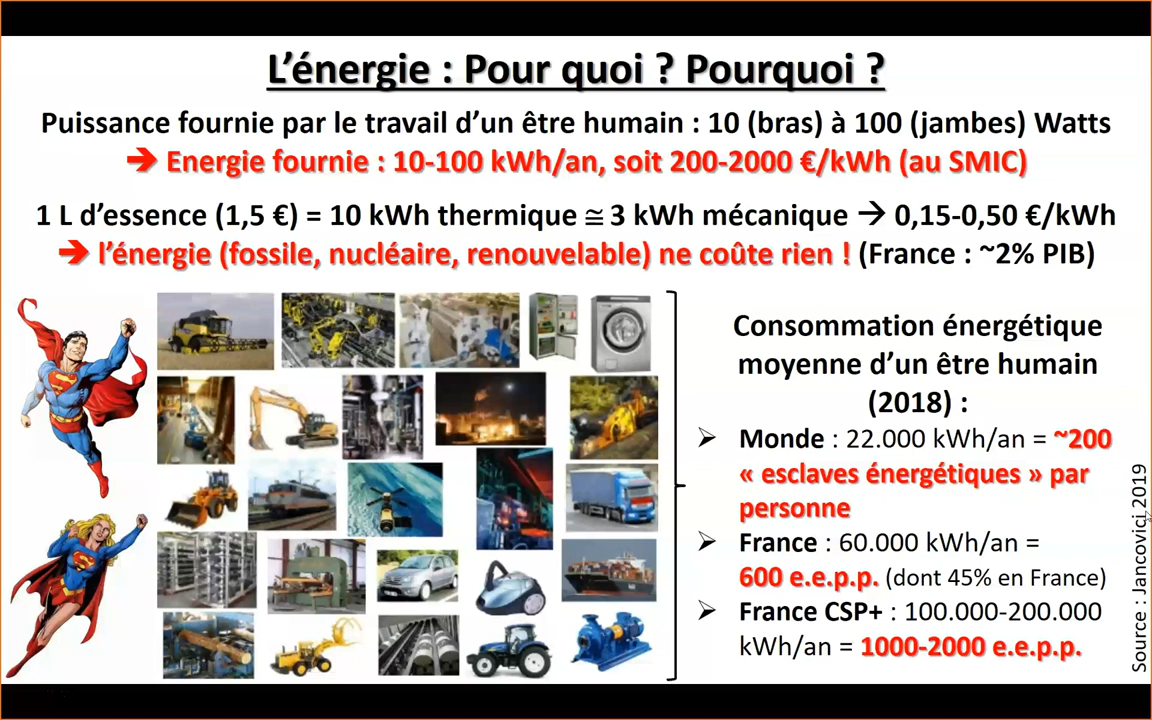 L'énergie : Pour quoi ? Pourquoi ?
Puissance fournie par le travail d'un être humain : 10 (bras) à 100 (jambes) Watts
➔ Energie fournie : 10-100 kWh/an, soit 200-2000 €/kWh (au SMIC)
1 L d'essence (1,5 €) = 10 kWh thermique ≅ 3 kWh mécanique → 0,15-0,50 €/kWh
➔ l'énergie (fossile, nucléaire, renouvelable) ne coûte rien ! (France : ~2% PIB)
Consommation énergétique
moyenne d'un être humain
(2018) :
➢ Monde : 22.000 kWh/an = ~200
« esclaves énergétiques » par
personne
➢ France : 60.000 kWh/an =
600 e.e.p.p. (dont 45% en France)
➢ France CSP+ : 100.000-200.000
kWh/an = 1000-2000 e.e.p.p.
Source : Jancovici 2019